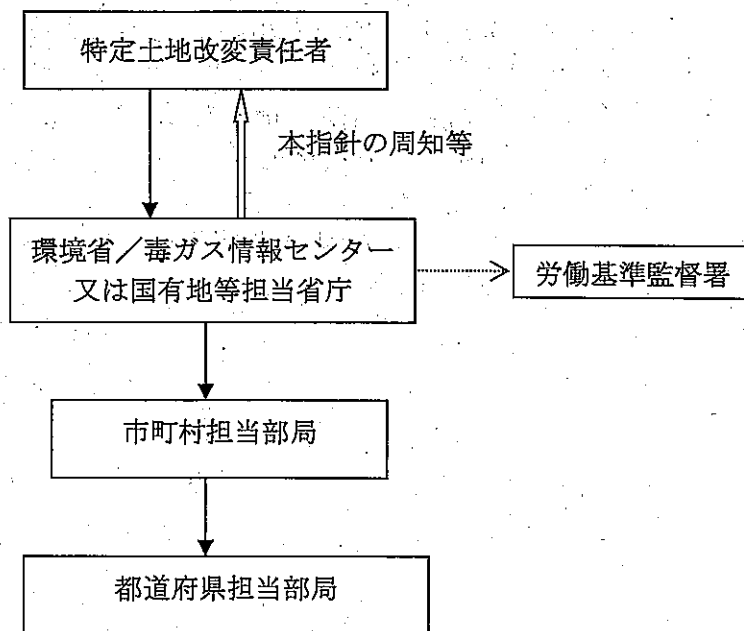 特定土地改変責任者
本指針の周知等
環境省／毒ガス情報センター
又は国有地等担当省庁
労働基準監督署
市町村担当部局
都道府県担当部局